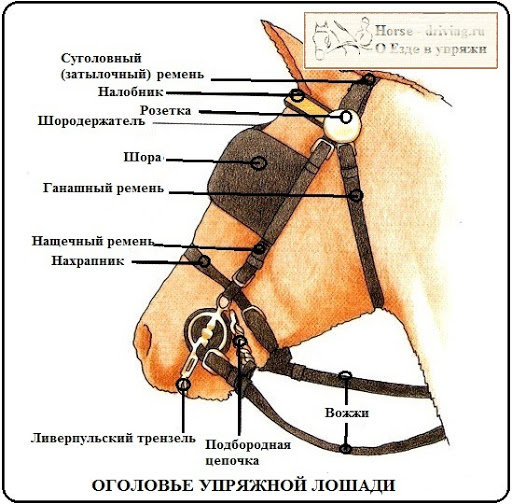 Horse - driving.ru
О Езде в упряжи
Суголовный
(затылочный) ремень
Налобник
Розетка
Шородержатель
Шора
Ганашный ремень
Нащечный ремень
Нахрапник
Ливерпульский трензель
Подбородная
цепочка
Вожжи
ОГОЛОВЬЕ УПРЯЖНОЙ ЛОШАДИ